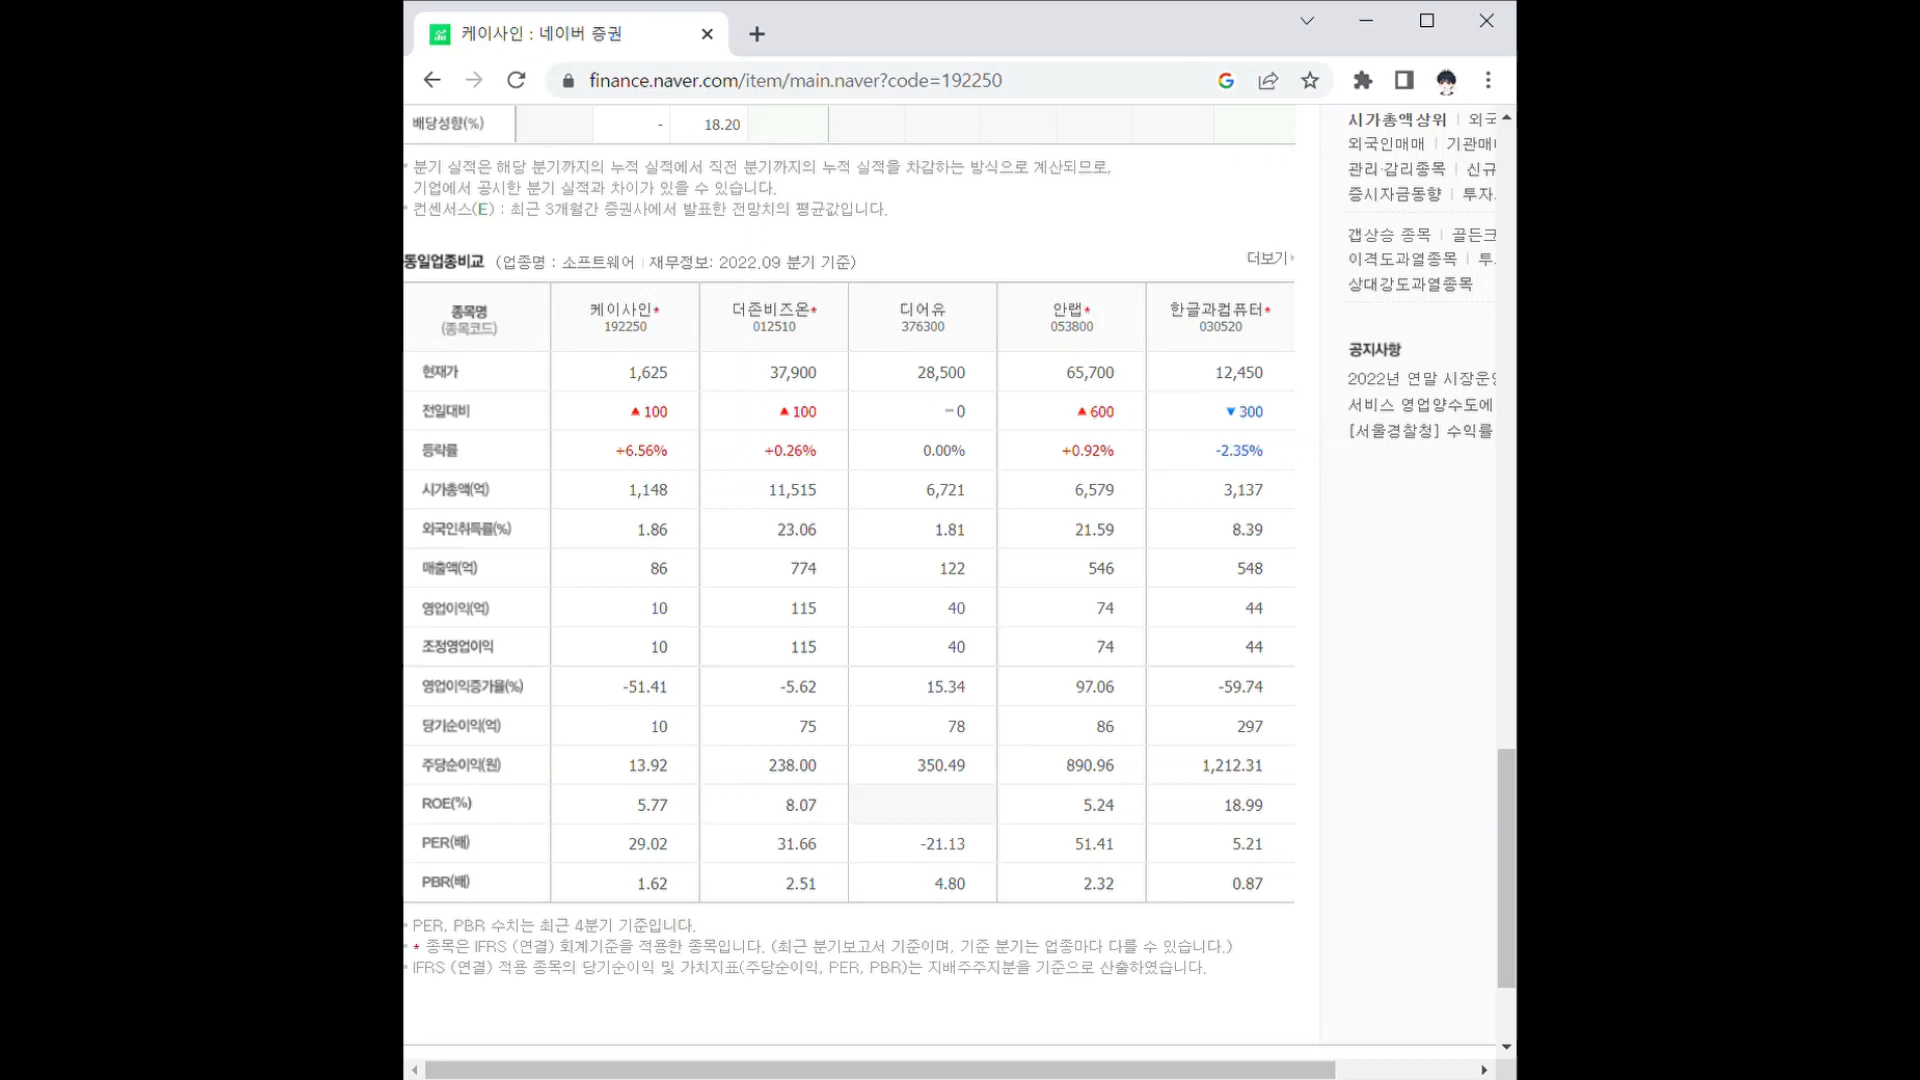 케이사인 : 네이버 증권
finance.naver.com/item/main.naver?code=192250
배당성향(%) - 18.20
분기 실적은 해당 분기까지의 누적 실적에서 직전 분기까지의 누적 실적을 차감하는 방식으로 계산되므로,
기업에서 공시한 분기 실적과 차이가 있을 수 있습니다.
컨센서스(E) : 최근 3개월간 증권사에서 발표한 전망치의 평균값입니다.
동일업종비교 (업종명 : 소프트웨어 | 재무정보: 2022.09 분기 기준) 더보기
종목명 케이사인* 더존비즈온* 디어유 안랩* 한글과컴퓨터*
(종목코드) 192250 012510 376300 053800 030520
현재가 1,625 37,900 28,500 65,700 12,450
전일대비 ▲100 ▲100 －0 ▲600 ▼300
등락률 +6.56% +0.26% 0.00% +0.92% -2.35%
시가총액(억) 1,148 11,515 6,721 6,579 3,137
외국인취득률(%) 1.86 23.06 1.81 21.59 8.39
매출액(억) 86 774 122 546 548
영업이익(억) 10 115 40 74 44
조정영업이익 10 115 40 74 44
영업이익증가율(%) -51.41 -5.62 15.34 97.06 -59.74
당기순이익(억) 10 75 78 86 297
주당순이익(원) 13.92 238.00 350.49 890.96 1,212.31
ROE(%) 5.77 8.07 5.24 18.99
PER(배) 29.02 31.66 -21.13 51.41 5.21
PBR(배) 1.62 2.51 4.80 2.32 0.87
PER, PBR 수치는 최근 4분기 기준입니다.
* 종목은 IFRS (연결) 회계기준을 적용한 종목입니다. (최근 분기보고서 기준이며, 기준 분기는 업종마다 다를 수 있습니다.)
IFRS (연결) 적용 종목의 당기순이익 및 가치지표(주당순이익, PER, PBR)는 지배주주지분을 기준으로 산출하였습니다.
시가총액상위 | 외국
외국인매매 | 기관매
관리·감리종목 | 신규
증시자금동향 | 투자
갭상승 종목 | 골든크
이격도과열종목 | 투
상대강도과열종목
공지사항
2022년 연말 시장운영
서비스 영업양수도에
[서울경찰청] 수익률